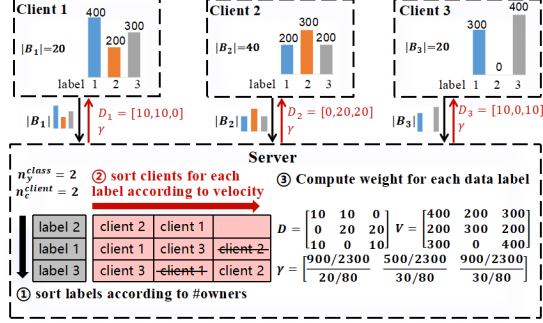 Client 1
400
300
200
|B₁|=20
label 1 2 3
Client 2
300
200
200
|B₂|=40
label 1 2 3
Client 3
400
300
0
|B₃|=20
label 1 2 3
|B₁|
D₁ = [10,10,0]
γ
|B₂|
D₂ = [0,20,20]
γ
|B₃|
D₃ = [10,0,10]
γ
Server
n_y^class = 2
n_c^client = 2
② sort clients for each
label according to velocity
③ Compute weight for each data label
label 2 client 2 client 1
label 1 client 1 client 3 client 2
label 3 client 3 client 1 client 2
① sort labels according to #owners
D = [10 10 0
0 20 20
10 0 10]
V = [400 200 300
200 300 200
300 0 400]
γ = [900/2300 500/2300 900/2300
20/80 30/80 30/80]